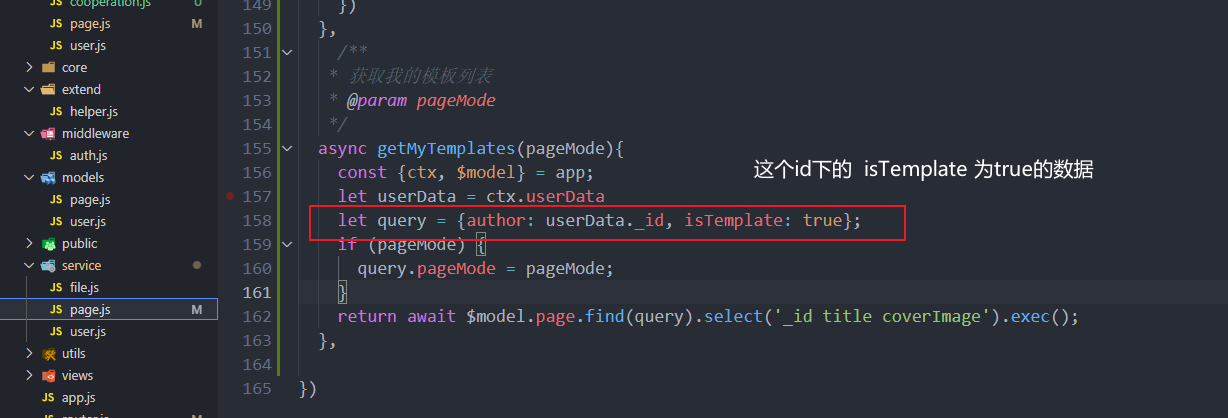 cooperation.js U
JS page.js M
JS user.js
core
extend
JS helper.js
middleware
JS auth.js
models
JS page.js
JS user.js
public
service
JS file.js
JS page.js M
JS user.js
utils
views
JS app.js
149 })
150 },
151 /**
152 * 获取我的模板列表
153 * @param pageMode
154 */
155 async getMyTemplates(pageMode){
156 const {ctx, $model} = app;
157 let userData = ctx.userData
158 let query = {author: userData._id, isTemplate: true};
159 if (pageMode) {
160 query.pageMode = pageMode;
161 }
162 return await $model.page.find(query).select('_id title coverImage').exec();
163 },
164
165 })
这个id下的 isTemplate 为true的数据